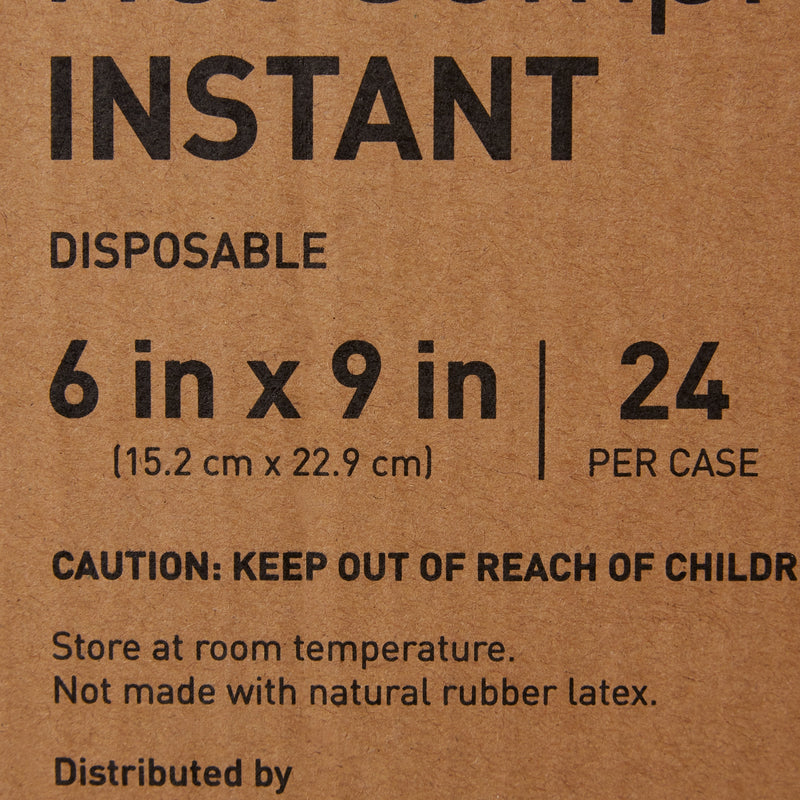 INSTANT
DISPOSABLE
6 in x 9 in
(15.2 cm x 22.9 cm)
24
PER CASE
CAUTION: KEEP OUT OF REACH OF CHILDR
Store at room temperature.
Not made with natural rubber latex.
Distributed by